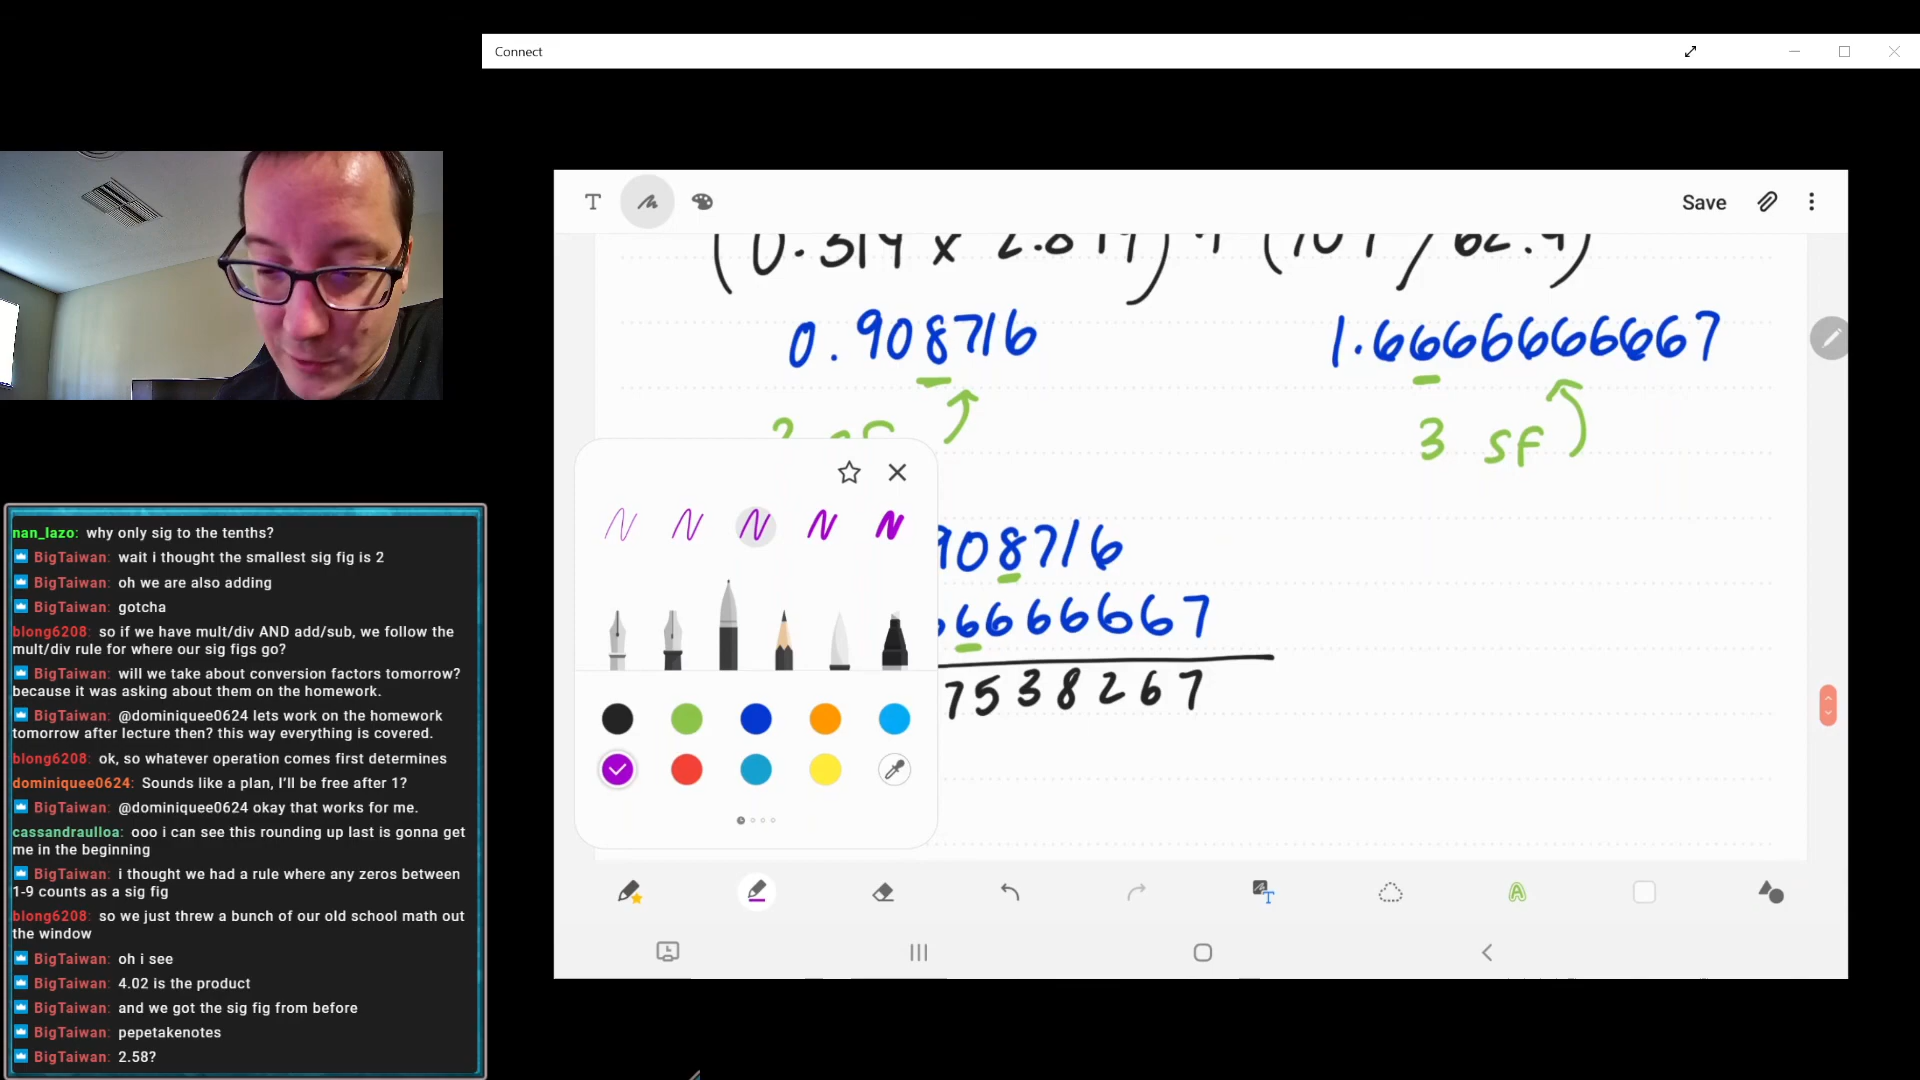 Connect
T
Save
(0.314 x 2.894) + (104 / 62.4)
0.908716
1.6666666667
3 sf
908716
66666667
7538267
T
A
nan_lazo: why only sig to the tenths?
BigTaiwan: wait i thought the smallest sig fig is 2
BigTaiwan: oh we are also adding
BigTaiwan: gotcha
blong6208: so if we have mult/div AND add/sub, we follow the
mult/div rule for where our sig figs go?
BigTaiwan: will we take about conversion factors tomorrow?
because it was asking about them on the homework.
BigTaiwan: @dominiquee0624 lets work on the homework
tomorrow after lecture then? this way everything is covered.
blong6208: ok, so whatever operation comes first determines
dominiquee0624: Sounds like a plan, I'll be free after 1?
BigTaiwan: @dominiquee0624 okay that works for me.
cassandraulloa: ooo i can see this rounding up last is gonna get
me in the beginning
BigTaiwan: i thought we had a rule where any zeros between
1-9 counts as a sig fig
blong6208: so we just threw a bunch of our old school math out
the window
BigTaiwan: oh i see
BigTaiwan: 4.02 is the product
BigTaiwan: and we got the sig fig from before
BigTaiwan: pepetakenotes
BigTaiwan: 2.58?